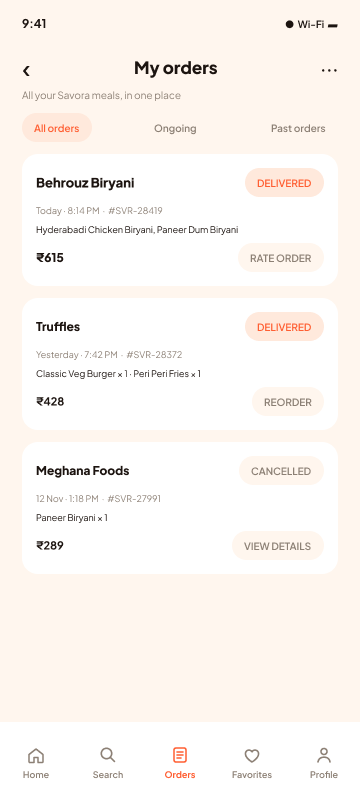 9:41
Wi-Fi
My orders
All your Savora meals, in one place
All orders
Ongoing
Past orders
Behrouz Biryani
DELIVERED
Today · 8:14 PM · #SVR-28419
Hyderabadi Chicken Biryani, Paneer Dum Biryani
₹615
RATE ORDER
Truffles
DELIVERED
Yesterday · 7:42 PM · #SVR-28372
Classic Veg Burger × 1 · Peri Peri Fries × 1
₹428
REORDER
Meghana Foods
CANCELLED
12 Nov · 1:18 PM · #SVR-27991
Paneer Biryani × 1
₹289
VIEW DETAILS
Home
Search
Orders
Favorites
Profile